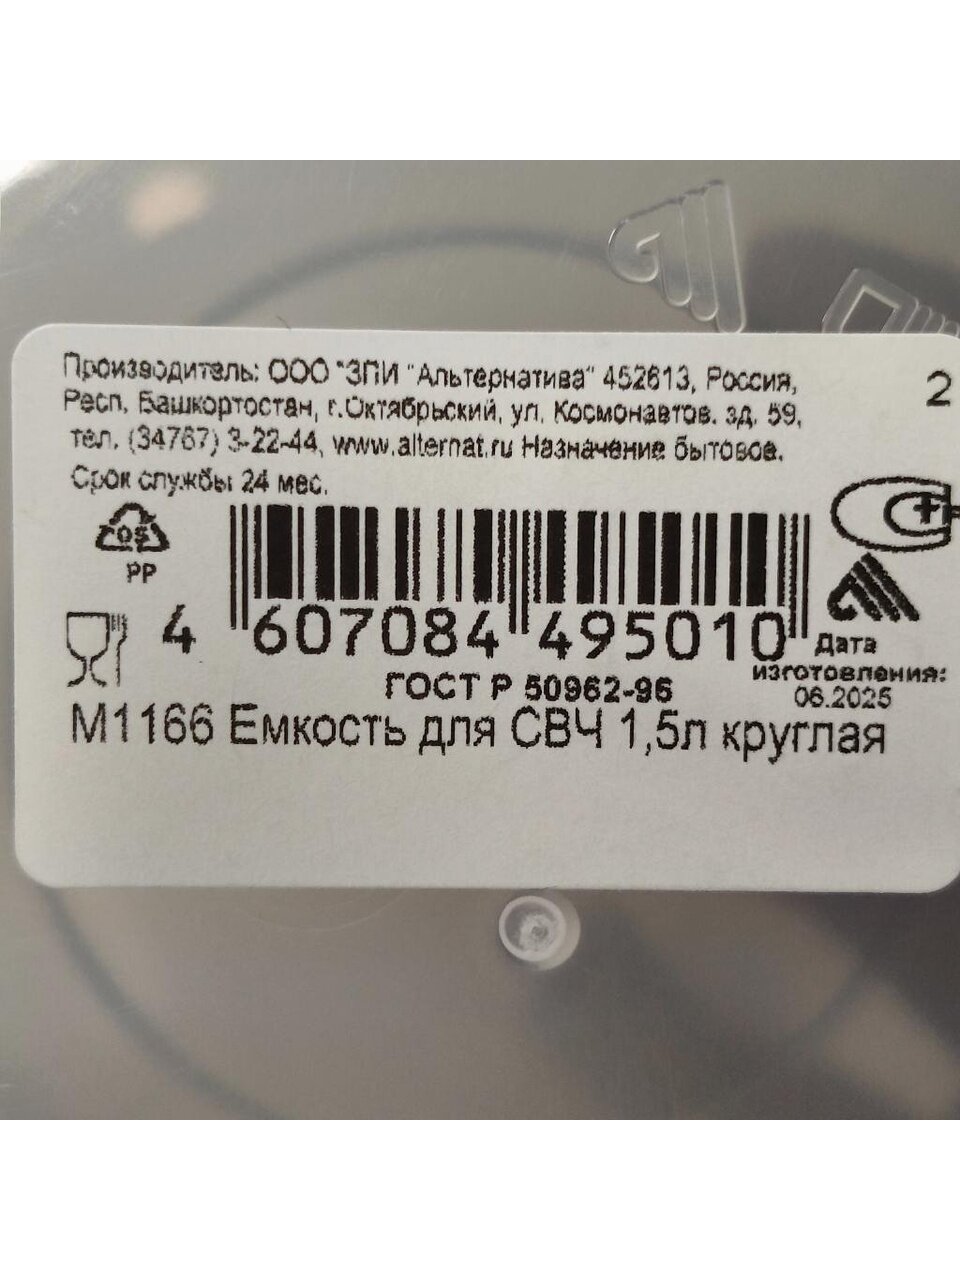 Производитель: ООО "ЗПИ "Альтернатива" 452613, Россия,
Респ. Башкортостан, г.Октябрьский, ул. Космонавтов. зд. 59,
тел. (34767) 3-22-44, www.alternat.ru Назначение бытовое.
Срок службы 24 мес.
2
05
PP
4 607084 495010
Дата
изготовления:
06.2025
ГОСТ Р 50962-96
М1166 Емкость для СВЧ 1,5л круглая